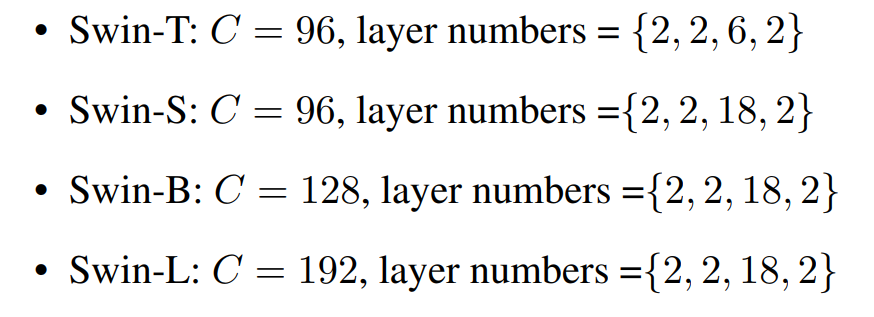 • Swin-T: C = 96, layer numbers = {2, 2, 6, 2}
• Swin-S: C = 96, layer numbers ={2, 2, 18, 2}
• Swin-B: C = 128, layer numbers ={2, 2, 18, 2}
• Swin-L: C = 192, layer numbers ={2, 2, 18, 2}